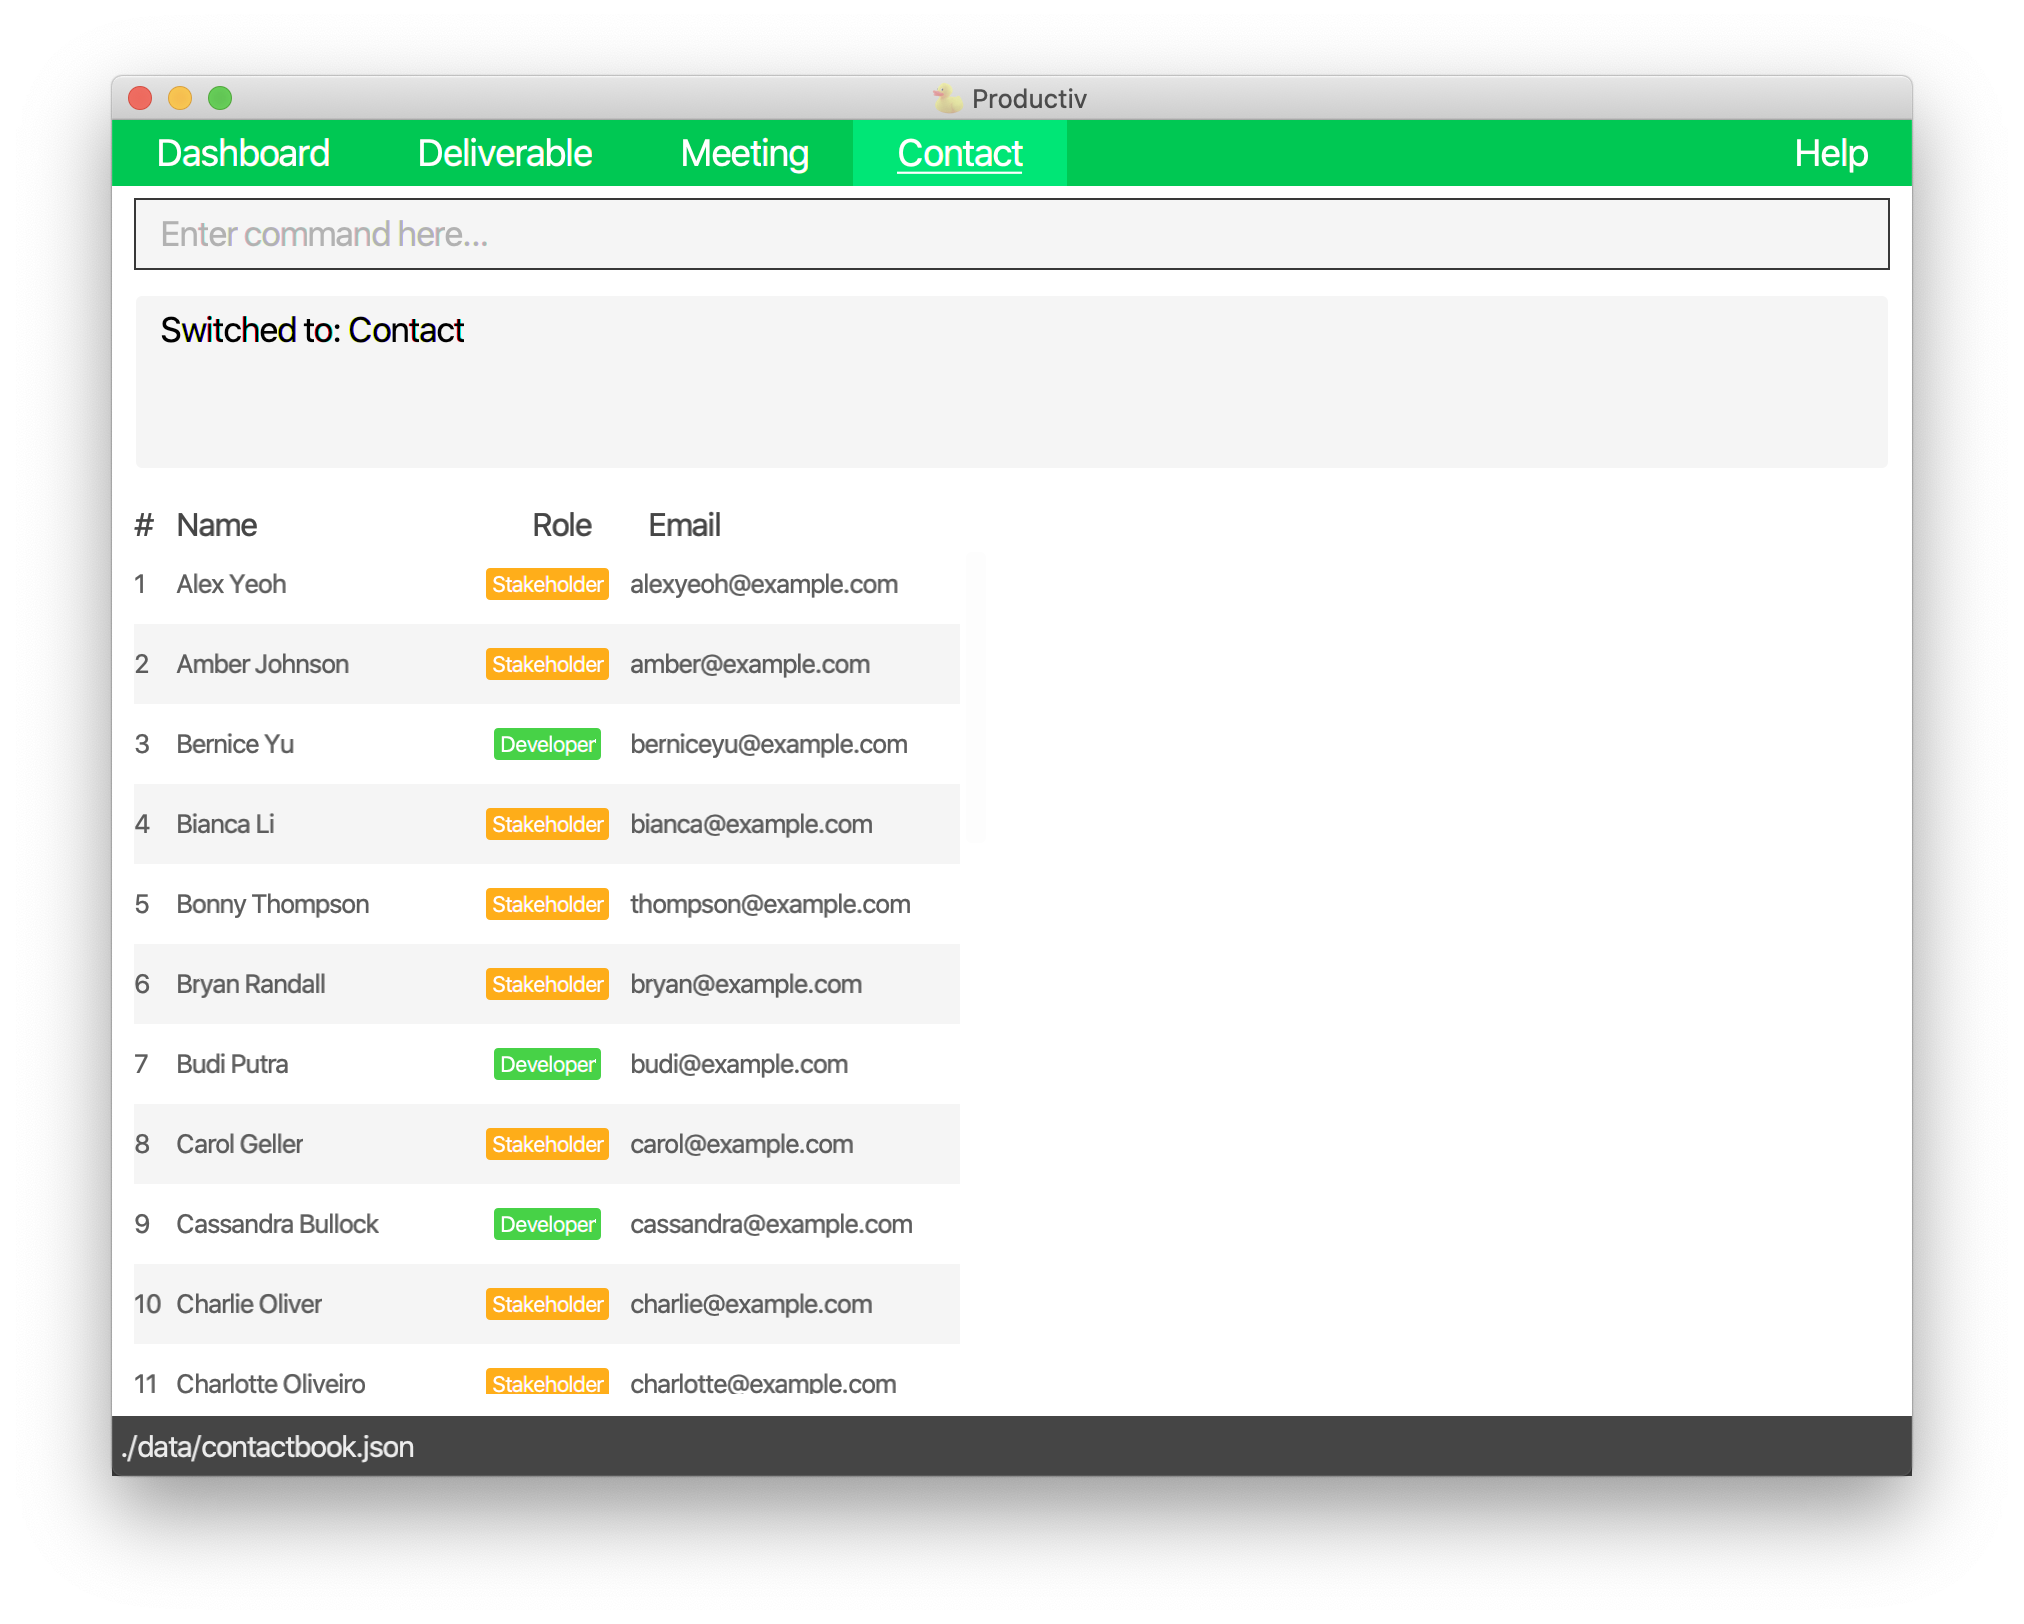 Productiv
Dashboard Deliverable Meeting Contact Help
Enter command here...
Switched to: Contact
# Name Role Email
1 Alex Yeoh Stakeholder alexyeoh@example.com
2 Amber Johnson Stakeholder amber@example.com
3 Bernice Yu Developer berniceyu@example.com
4 Bianca Li Stakeholder bianca@example.com
5 Bonny Thompson Stakeholder thompson@example.com
6 Bryan Randall Stakeholder bryan@example.com
7 Budi Putra Developer budi@example.com
8 Carol Geller Stakeholder carol@example.com
9 Cassandra Bullock Developer cassandra@example.com
10 Charlie Oliver Stakeholder charlie@example.com
11 Charlotte Oliveiro Stakeholder charlotte@example.com
./data/contactbook.json